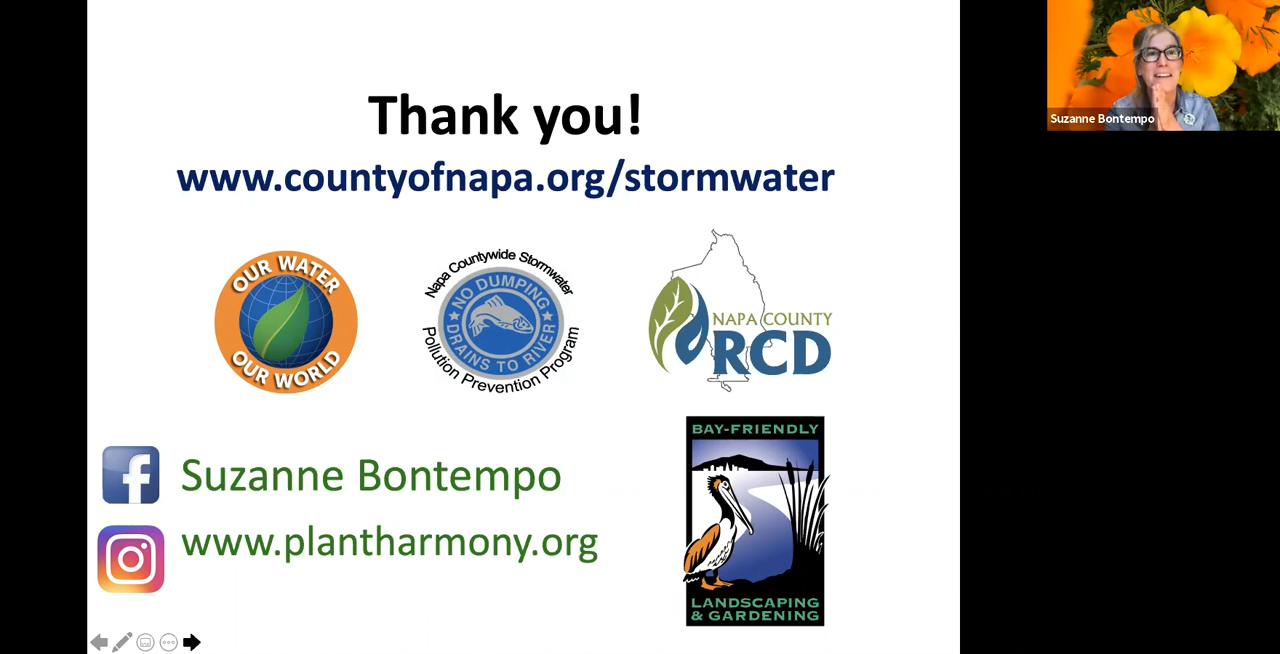 Thank you!
www.countyofnapa.org/stormwater
OUR WATER
OUR WORLD
Napa Countywide Stormwater
NO DUMPING
DRAINS TO RIVER
Pollution Prevention Program
NAPA COUNTY
RCD
Suzanne Bontempo
www.plantharmony.org
BAY-FRIENDLY
LANDSCAPING
& GARDENING
Suzanne Bontempo